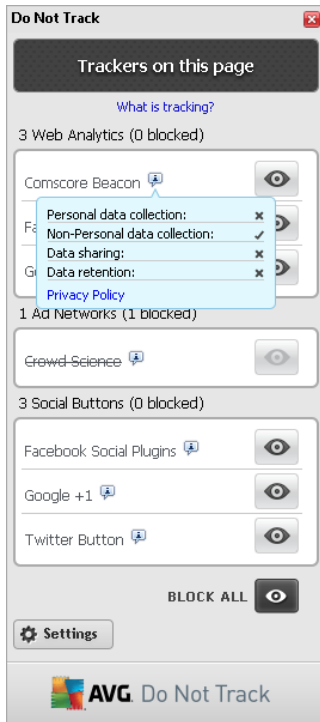 Do Not Track
Trackers on this page
What is tracking?
3 Web Analytics (0 blocked)
Comscore Beacon
Fa
Personal data collection:
Non-Personal data collection:
Data sharing:
Data retention:
Privacy Policy
1 Ad Networks (1 blocked)
Crowd Science
3 Social Buttons (0 blocked)
Facebook Social Plugins
Google +1
Twitter Button
BLOCK ALL
Settings
AVG. Do Not Track